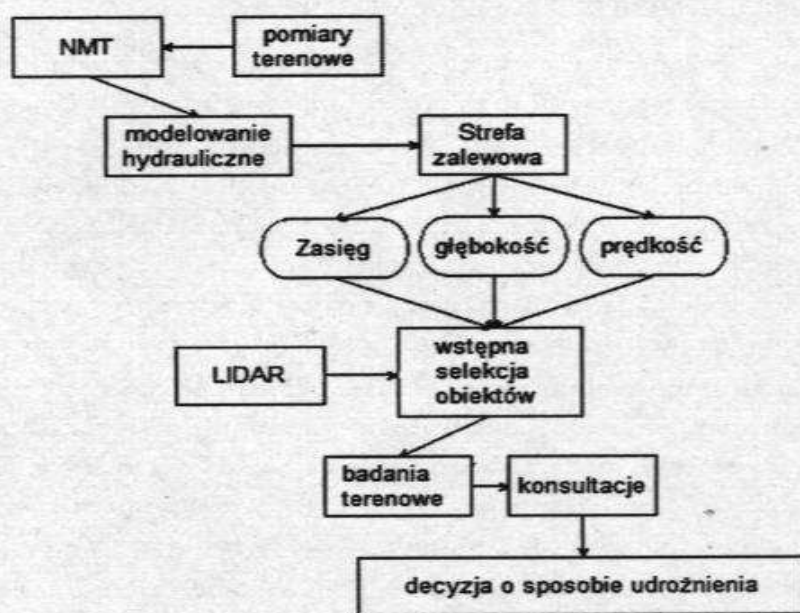 NMT
pomiary
terenowe
modelowanie
hydrauliczne
Strefa
zalewowa
Zasięg
głębokość
prędkość
LIDAR
wstępna
selekcja
obiektów
badania
terenowe
konsultacje
decyzja o sposobie udrożnienia